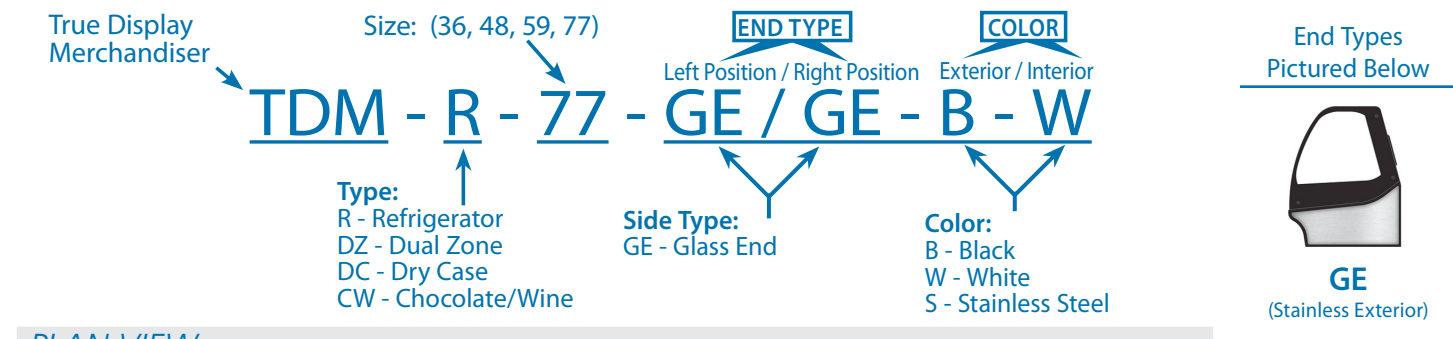 True Display
Merchandiser
Size: (36, 48, 59, 77)
END TYPE
COLOR
Left Position / Right Position
Exterior / Interior
TDM - R - 77 - GE / GE - B - W
Type:
R - Refrigerator
DZ - Dual Zone
DC - Dry Case
CW - Chocolate/Wine
Side Type:
GE - Glass End
Color:
B - Black
W - White
S - Stainless Steel
End Types
Pictured Below
GE
(Stainless Exterior)
PLAN VIEW